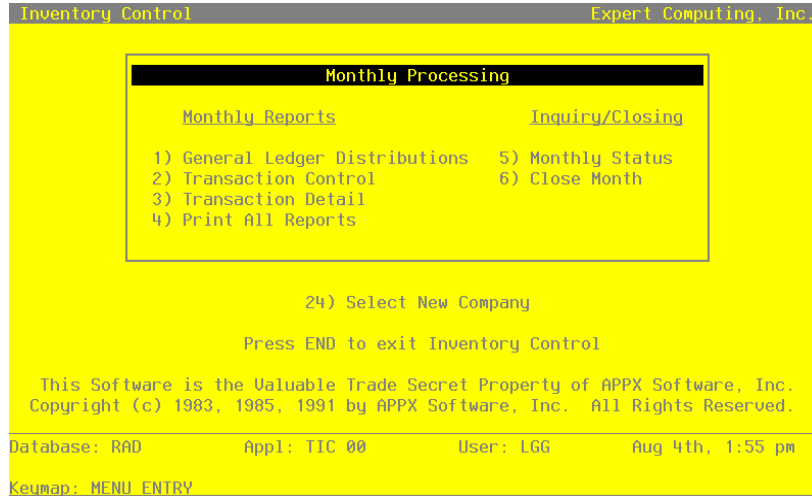 Inventory Control Expert Computing, Inc.
Monthly Processing
Monthly Reports Inquiry/Closing
1) General Ledger Distributions 5) Monthly Status
2) Transaction Control 6) Close Month
3) Transaction Detail
4) Print All Reports
24) Select New Company
Press END to exit Inventory Control
This Software is the Valuable Trade Secret Property of APPX Software, Inc.
Copyright (c) 1983, 1985, 1991 by APPX Software, Inc. All Rights Reserved.
Database: RAD Appl: TIC 00 User: LGG Aug 4th, 1:55 pm
Keymap: MENU ENTRY